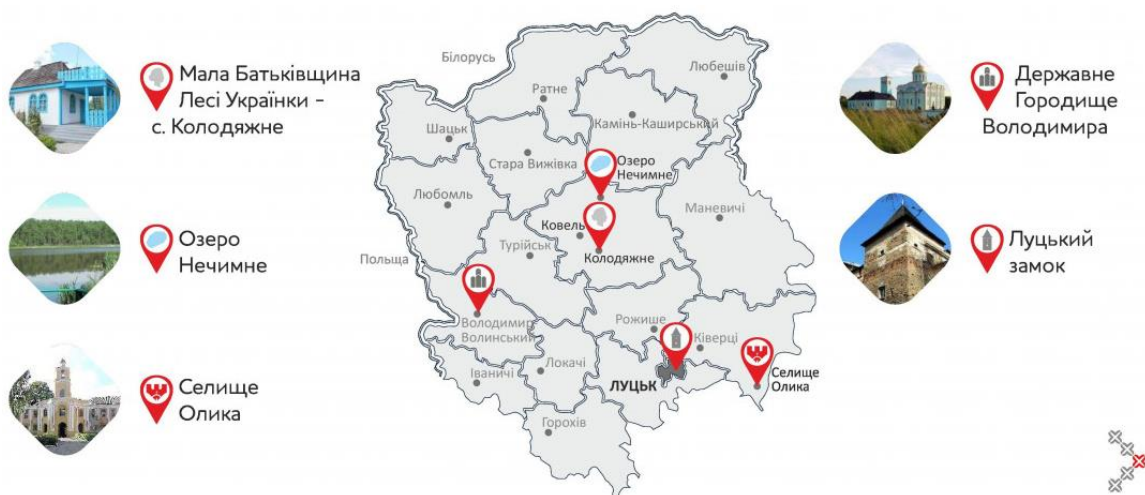 Мала Батьківщина
Лесі Українки –
с. Колодяжне
Озеро
Нечимне
Селище
Олика
Білорусь
Любешів
Ратне
Камінь-Каширський
Шацьк
Стара Вижівка
Озеро
Нечимне
Любомль
Маневичі
Ковель
Турійськ
Колодяжне
Польща
Володимир
Волинський
Рожише
Ківерці
Локачі
Іваничі
ЛУЦЬК
Селище
Олика
Горохів
Державне
Городище
Володимира
Луцький
замок